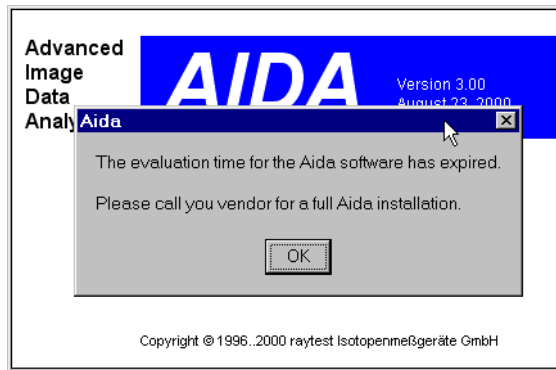 Advanced
Image
Data
Analy
AIDA
Version 3.00
August 23, 2000
Aida
The evaluation time for the Aida software has expired.
Please call you vendor for a full Aida installation.
OK
Copyright © 1996..2000 raytest Isotopenmeßgeräte GmbH